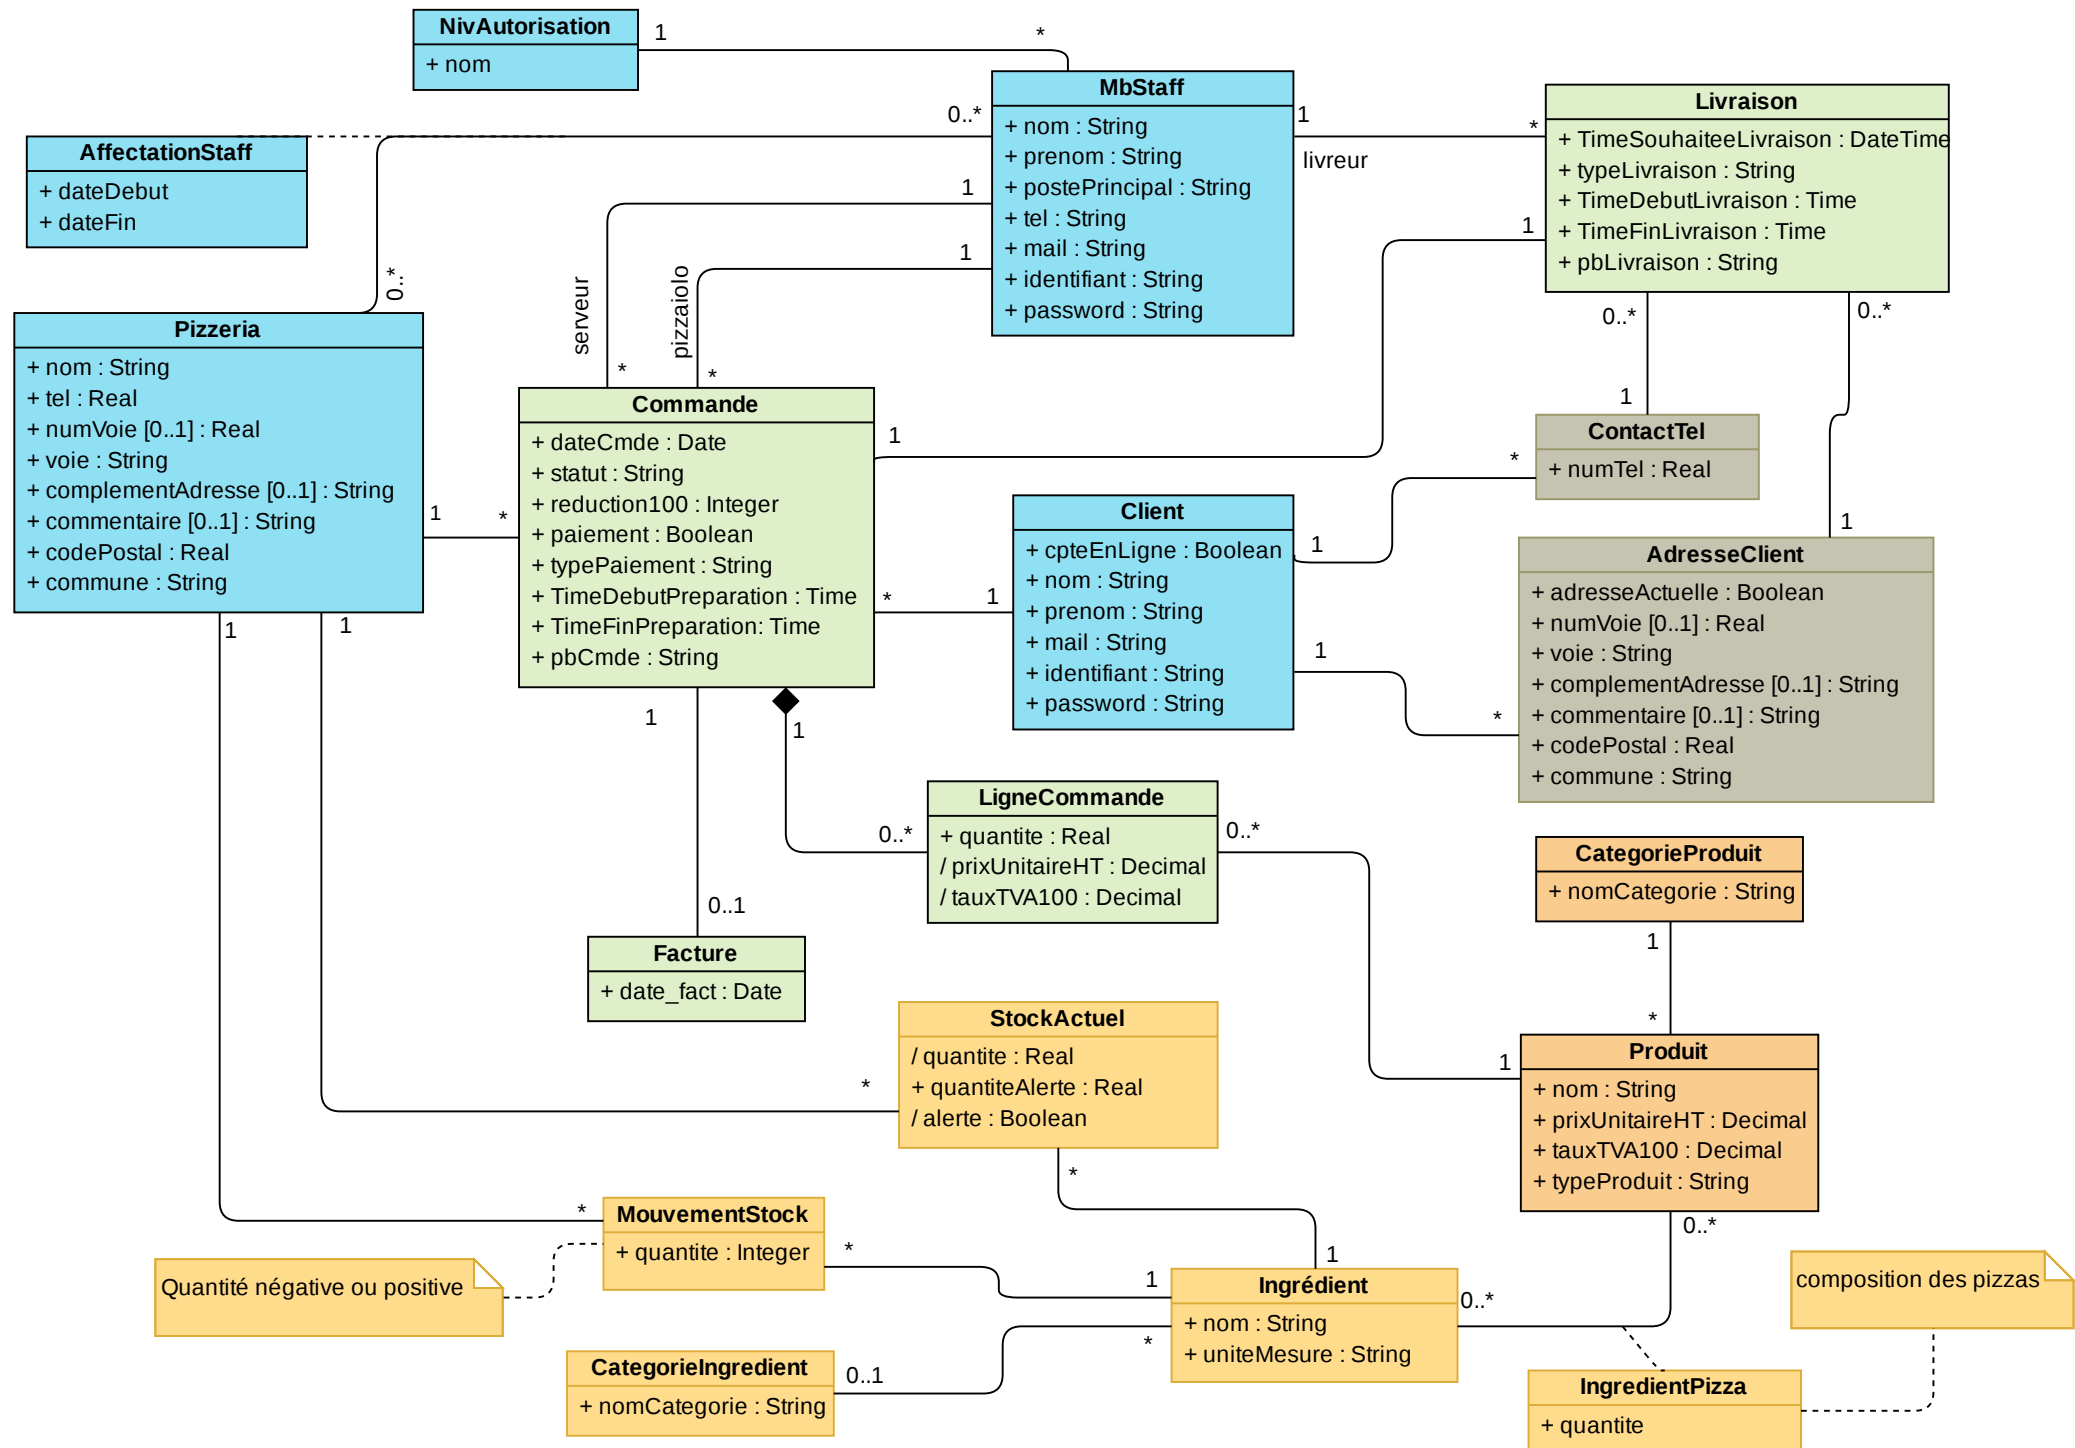 NivAutorisation
+ nom
1
*
MbStaff
+ nom : String
+ prenom : String
+ postePrincipal : String
+ tel : String
+ mail : String
+ identifiant : String
+ password : String
0..*
1
1
1
*
livreur
Livraison
+ TimeSouhaiteeLivraison : DateTime
+ typeLivraison : String
+ TimeDebutLivraison : Time
+ TimeFinLivraison : Time
+ pbLivraison : String
1
0..*
0..*
AffectationStaff
+ dateDebut
+ dateFin
0..*
serveur
pizzaiolo
*
*
Pizzeria
+ nom : String
+ tel : Real
+ numVoie [0..1] : Real
+ voie : String
+ complementAdresse [0..1] : String
+ commentaire [0..1] : String
+ codePostal : Real
+ commune : String
1
*
1
1
Commande
+ dateCmde : Date
+ statut : String
+ reduction100 : Integer
+ paiement : Boolean
+ typePaiement : String
+ TimeDebutPreparation : Time
+ TimeFinPreparation: Time
+ pbCmde : String
1
*
1
1
1
Client
+ cpteEnLigne : Boolean
+ nom : String
+ prenom : String
+ mail : String
+ identifiant : String
+ password : String
1
*
1
*
1
ContactTel
+ numTel : Real
1
AdresseClient
+ adresseActuelle : Boolean
+ numVoie [0..1] : Real
+ voie : String
+ complementAdresse [0..1] : String
+ commentaire [0..1] : String
+ codePostal : Real
+ commune : String
LigneCommande
+ quantite : Real
/ prixUnitaireHT : Decimal
/ tauxTVA100 : Decimal
0..*
0..*
CategorieProduit
+ nomCategorie : String
1
*
0..1
Facture
+ date_fact : Date
StockActuel
/ quantite : Real
+ quantiteAlerte : Real
/ alerte : Boolean
*
*
1
Produit
+ nom : String
+ prixUnitaireHT : Decimal
+ tauxTVA100 : Decimal
+ typeProduit : String
0..*
*
MouvementStock
+ quantite : Integer
*
1
1
Quantité négative ou positive
Ingrédient
+ nom : String
+ uniteMesure : String
0..*
*
composition des pizzas
CategorieIngredient
+ nomCategorie : String
0..1
IngredientPizza
+ quantite